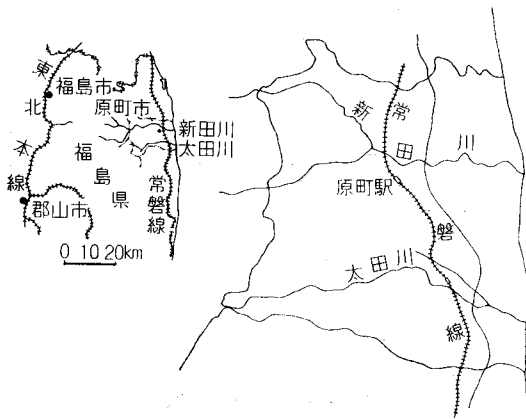 東北本線
福島市
原町市
新田川
太田川
福島県
常磐線
郡山市
0 10 20km
新田川
常磐線
原町駅
太田川